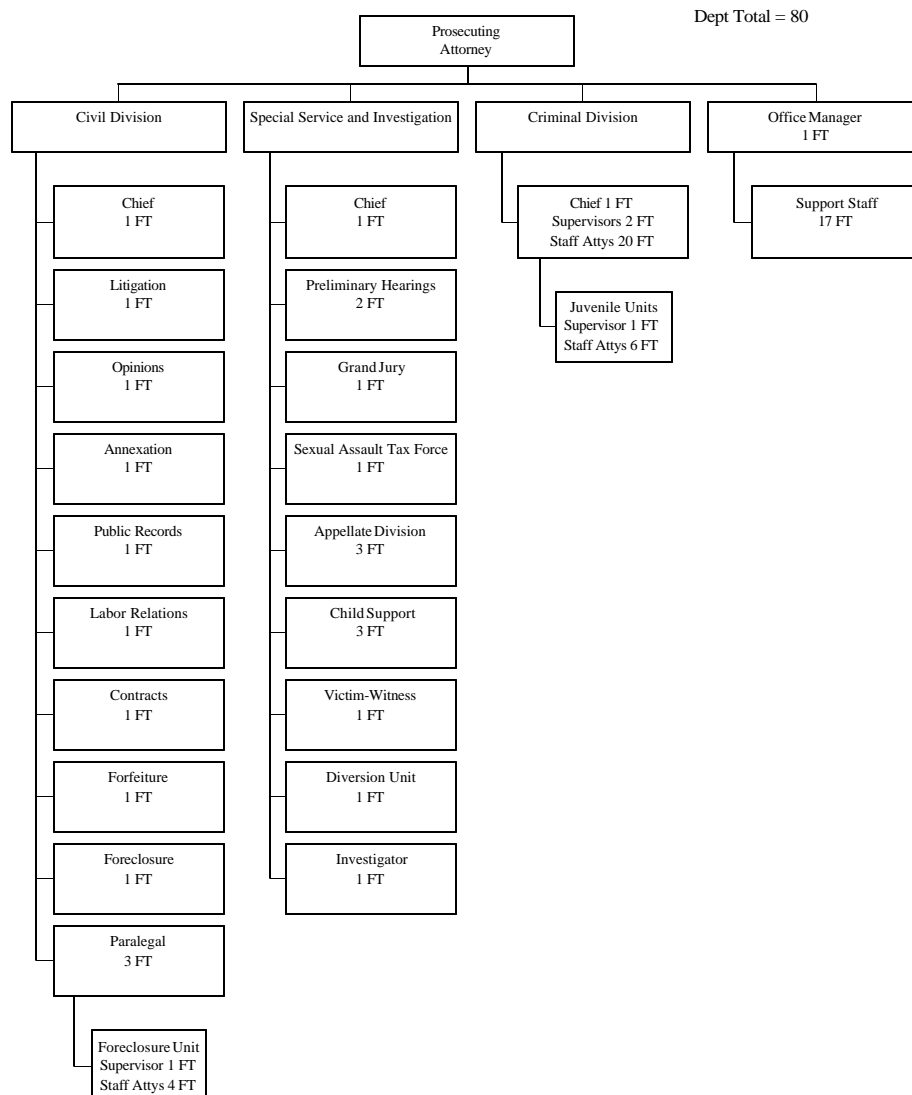 Dept Total = 80
Prosecuting
Attorney
Civil Division
Special Service and Investigation
Criminal Division
Office Manager
1 FT
Chief
1 FT
Litigation
1 FT
Opinions
1 FT
Annexation
1 FT
Public Records
1 FT
Labor Relations
1 FT
Contracts
1 FT
Forfeiture
1 FT
Foreclosure
1 FT
Paralegal
3 FT
Foreclosure Unit
Supervisor 1 FT
Staff Attys 4 FT
Chief
1 FT
Preliminary Hearings
2 FT
Grand Jury
1 FT
Sexual Assault Tax Force
1 FT
Appellate Division
3 FT
Child Support
3 FT
Victim-Witness
1 FT
Diversion Unit
1 FT
Investigator
1 FT
Chief 1 FT
Supervisors 2 FT
Staff Attys 20 FT
Juvenile Units
Supervisor 1 FT
Staff Attys 6 FT
Support Staff
17 FT